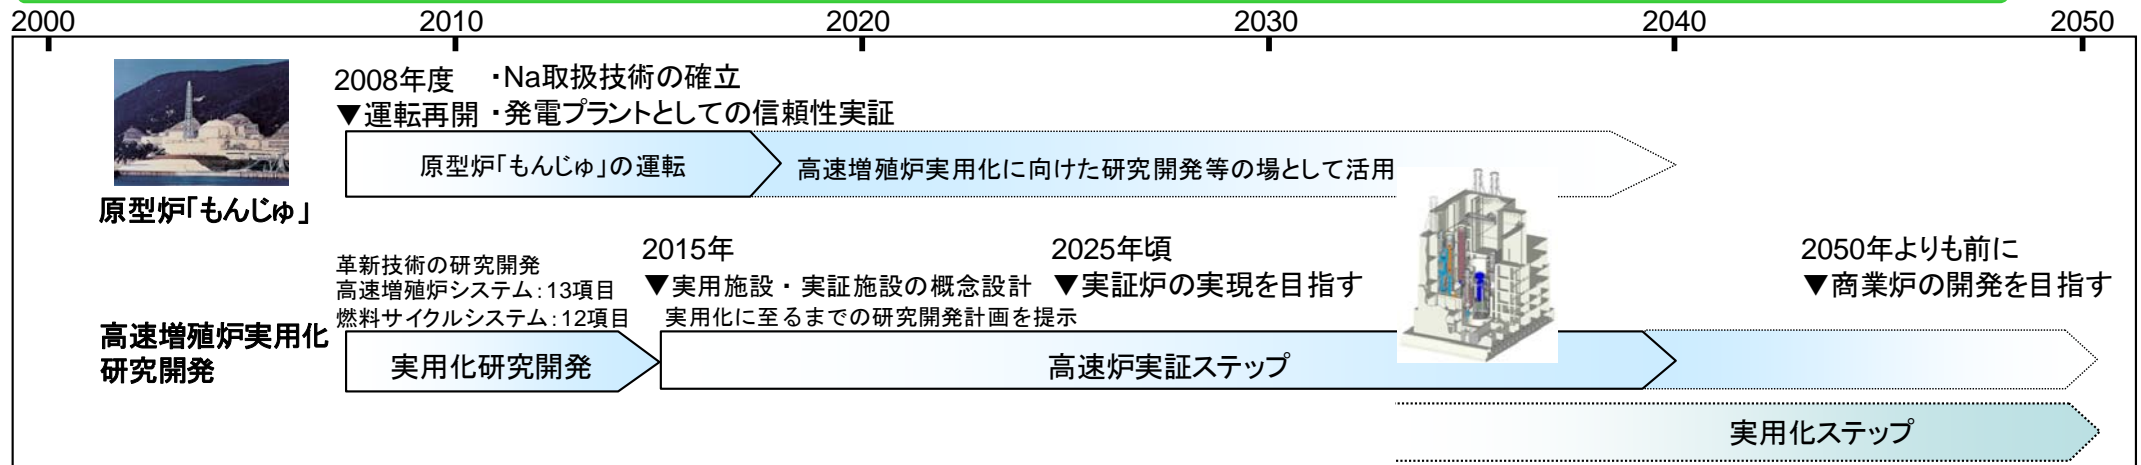 2000 2010 2020 2030 2040 2050
2008年度 ・Na取扱技術の確立
▼運転再開 ・発電プラントとしての信頼性実証
原型炉「もんじゅ」の運転
高速増殖炉実用化に向けた研究開発等の場として活用
原型炉「もんじゅ」
革新技術の研究開発
高速増殖炉システム:13項目
燃料サイクルシステム:12項目
2015年
▼実用施設・実証施設の概念設計
実用化に至るまでの研究開発計画を提示
2025年頃
▼実証炉の実現を目指す
2050年よりも前に
▼商業炉の開発を目指す
高速増殖炉実用化
研究開発
実用化研究開発
高速炉実証ステップ
実用化ステップ